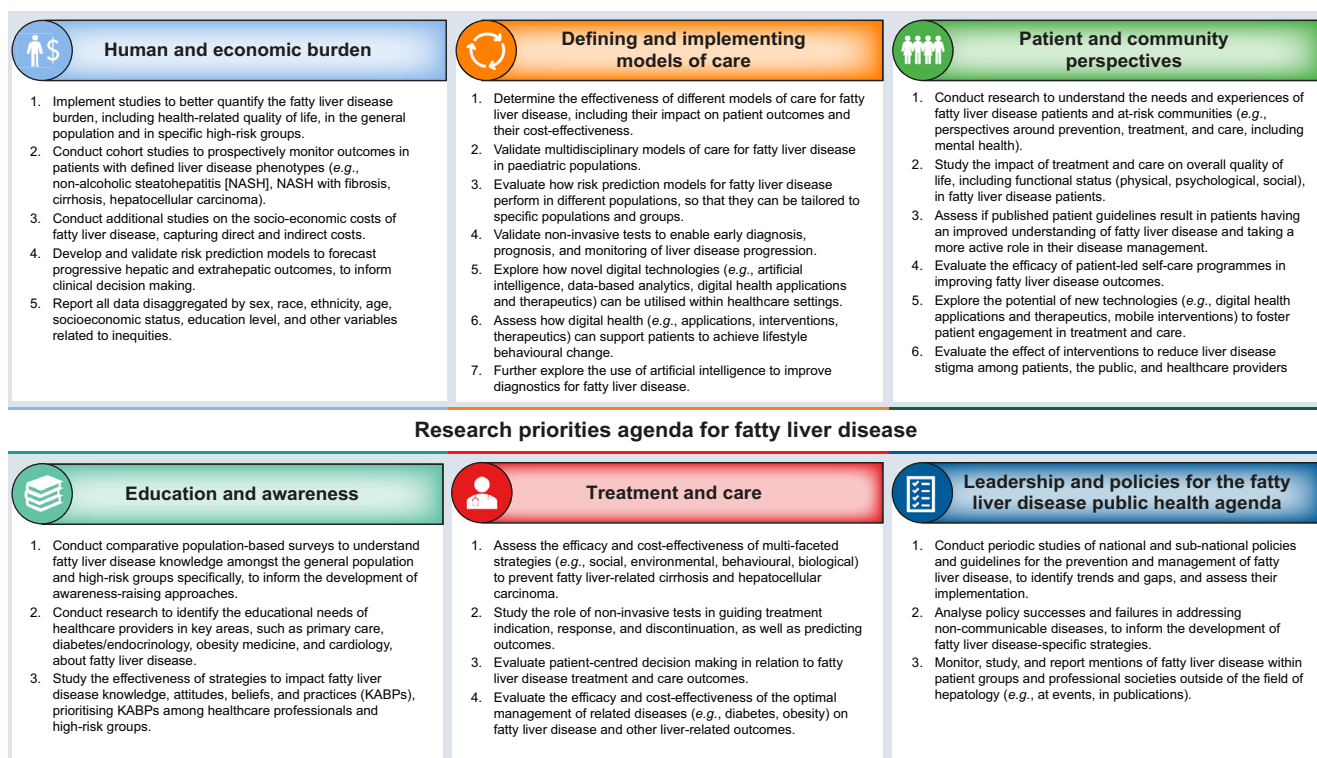 Human and economic burden
1. Implement studies to better quantify the fatty liver disease
burden, including health-related quality of life, in the general
population and in specific high-risk groups.
2. Conduct cohort studies to prospectively monitor outcomes in
patients with defined liver disease phenotypes (e.g.,
non-alcoholic steatohepatitis [NASH], NASH with fibrosis,
cirrhosis, hepatocellular carcinoma).
3. Conduct additional studies on the socio-economic costs of
fatty liver disease, capturing direct and indirect costs.
4. Develop and validate risk prediction models to forecast
progressive hepatic and extrahepatic outcomes, to inform
clinical decision making.
5. Report all data disaggregated by sex, race, ethnicity, age,
socioeconomic status, education level, and other variables
related to inequities.
Defining and implementing
models of care
1. Determine the effectiveness of different models of care for fatty
liver disease, including their impact on patient outcomes and
their cost-effectiveness.
2. Validate multidisciplinary models of care for fatty liver disease
in paediatric populations.
3. Evaluate how risk prediction models for fatty liver disease
perform in different populations, so that they can be tailored to
specific populations and groups.
4. Validate non-invasive tests to enable early diagnosis,
prognosis, and monitoring of liver disease progression.
5. Explore how novel digital technologies (e.g., artificial
intelligence, data-based analytics, digital health applications
and therapeutics) can be utilised within healthcare settings.
6. Assess how digital health (e.g., applications, interventions,
therapeutics) can support patients to achieve lifestyle
behavioural change.
7. Further explore the use of artificial intelligence to improve
diagnostics for fatty liver disease.
Patient and community
perspectives
1. Conduct research to understand the needs and experiences of
fatty liver disease patients and at-risk communities (e.g.,
perspectives around prevention, treatment, and care, including
mental health).
2. Study the impact of treatment and care on overall quality of
life, including functional status (physical, psychological, social),
in fatty liver disease patients.
3. Assess if published patient guidelines result in patients having
an improved understanding of fatty liver disease and taking a
more active role in their disease management.
4. Evaluate the efficacy of patient-led self-care programmes in
improving fatty liver disease outcomes.
5. Explore the potential of new technologies (e.g., digital health
applications and therapeutics, mobile interventions) to foster
patient engagement in treatment and care.
6. Evaluate the effect of interventions to reduce liver disease
stigma among patients, the public, and healthcare providers
Research priorities agenda for fatty liver disease
Education and awareness
1. Conduct comparative population-based surveys to understand
fatty liver disease knowledge amongst the general population
and high-risk groups specifically, to inform the development of
awareness-raising approaches.
2. Conduct research to identify the educational needs of
healthcare providers in key areas, such as primary care,
diabetes/endocrinology, obesity medicine, and cardiology,
about fatty liver disease.
3. Study the effectiveness of strategies to impact fatty liver
disease knowledge, attitudes, beliefs, and practices (KABPs),
prioritising KABPs among healthcare professionals and
high-risk groups.
Treatment and care
1. Assess the efficacy and cost-effectiveness of multi-faceted
strategies (e.g., social, environmental, behavioural, biological)
to prevent fatty liver-related cirrhosis and hepatocellular
carcinoma.
2. Study the role of non-invasive tests in guiding treatment
indication, response, and discontinuation, as well as predicting
outcomes.
3. Evaluate patient-centred decision making in relation to fatty
liver disease treatment and care outcomes.
4. Evaluate the efficacy and cost-effectiveness of the optimal
management of related diseases (e.g., diabetes, obesity) on
fatty liver disease and other liver-related outcomes.
Leadership and policies for the fatty
liver disease public health agenda
1. Conduct periodic studies of national and sub-national policies
and guidelines for the prevention and management of fatty
liver disease, to identify trends and gaps, and assess their
implementation.
2. Analyse policy successes and failures in addressing
non-communicable diseases, to inform the development of
fatty liver disease-specific strategies.
3. Monitor, study, and report mentions of fatty liver disease within
patient groups and professional societies outside of the field of
hepatology (e.g., at events, in publications).